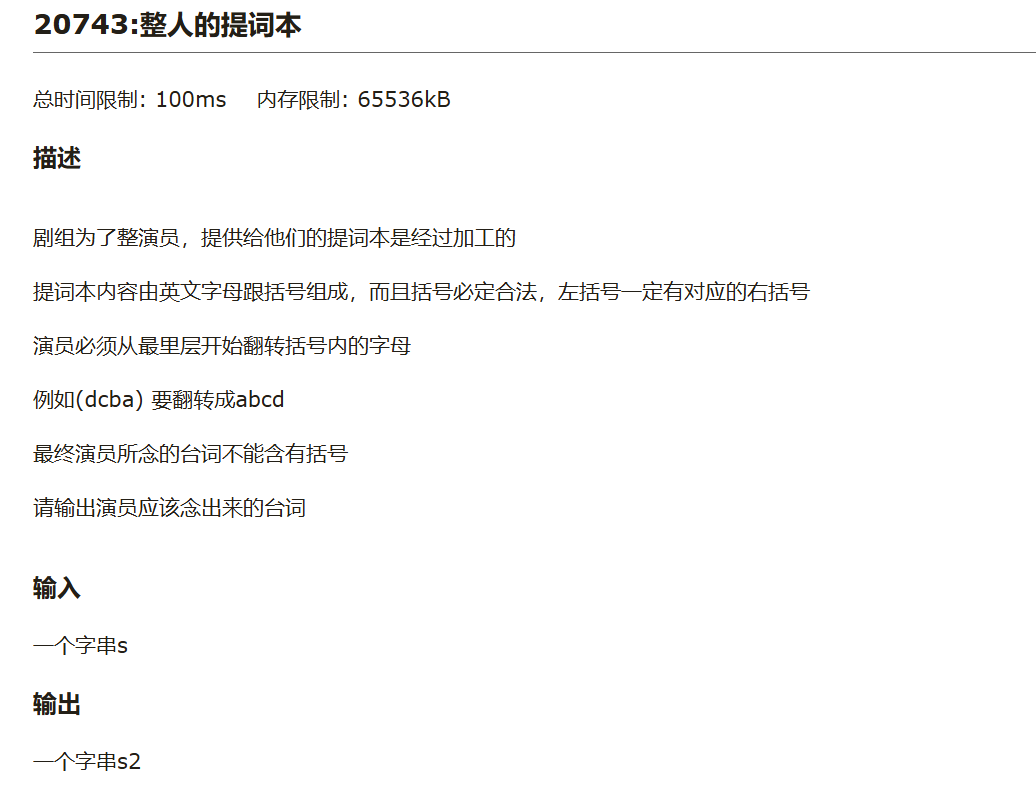 20743:整人的提词本
总时间限制: 100ms 内存限制: 65536kB
描述
剧组为了整演员，提供给他们的提词本是经过加工的
提词本内容由英文字母跟括号组成，而且括号必定合法，左括号一定有对应的右括号
演员必须从最里层开始翻转括号内的字母
例如(dcba) 要翻转成abcd
最终演员所念的台词不能含有括号
请输出演员应该念出来的台词
输入
一个字串s
输出
一个字串s2